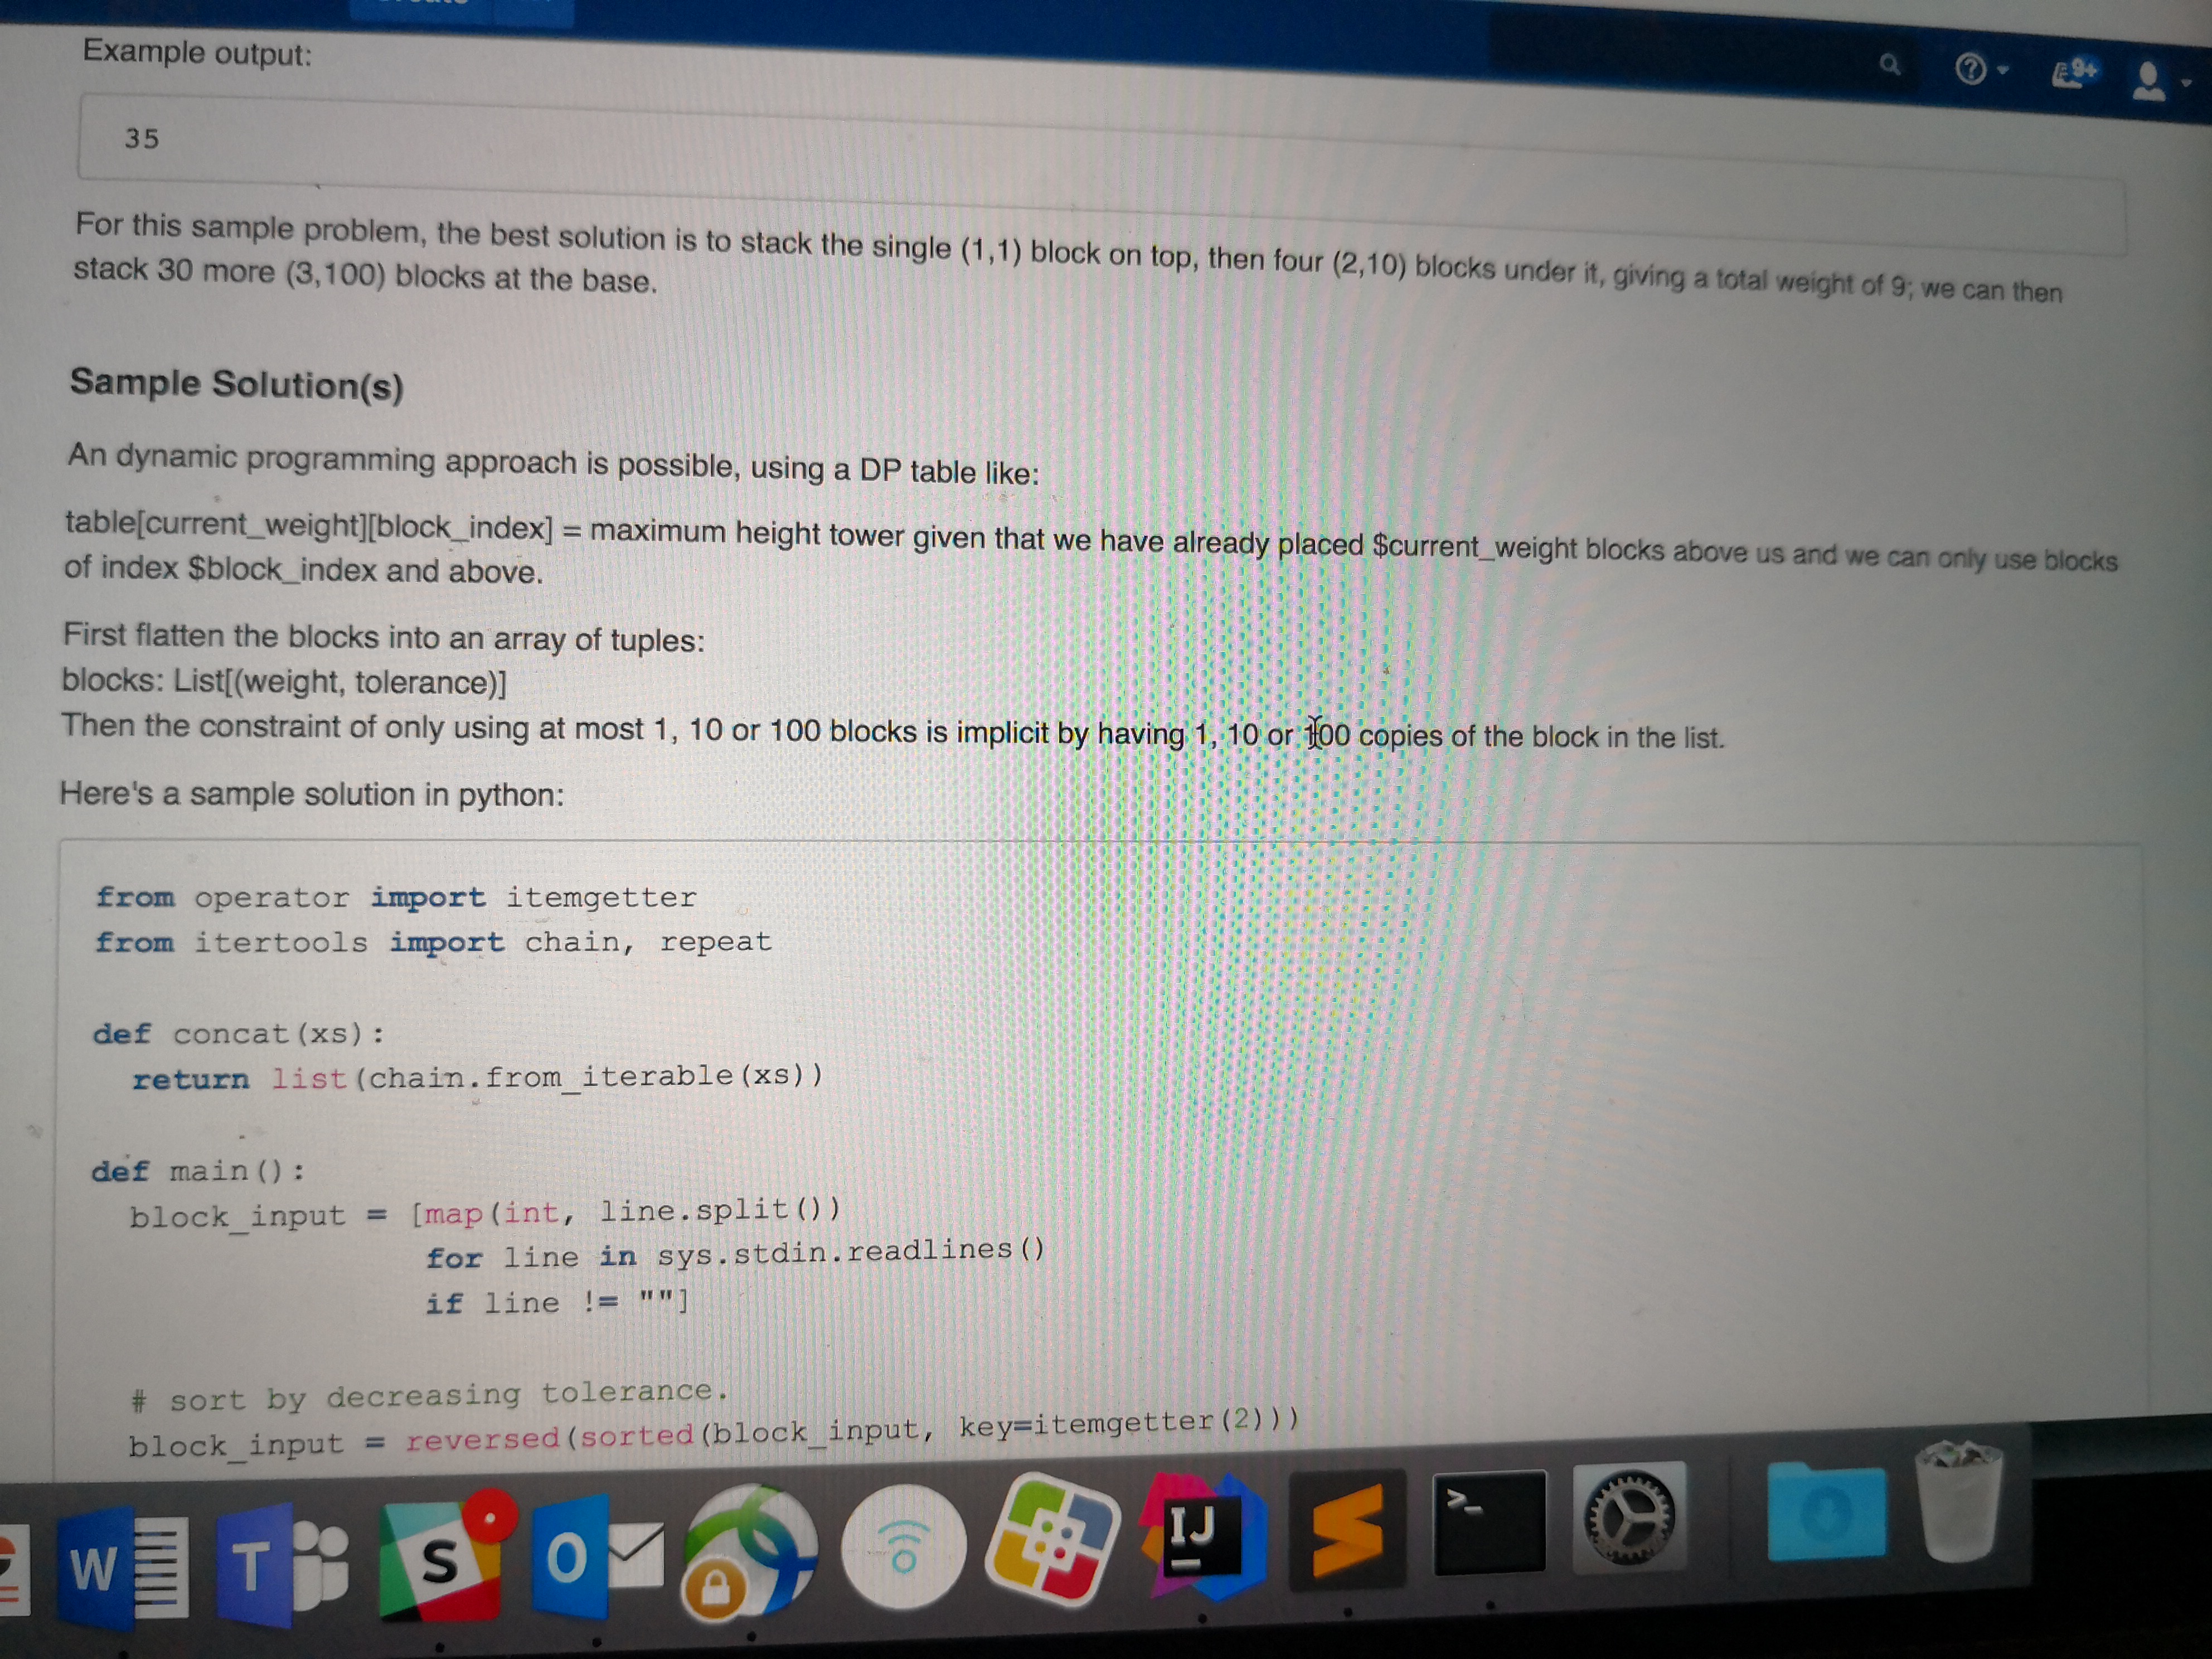 Example output:
9+
35
For this sample problem, the best solution is to stack the single (1,1) block on top, then four (2,10) blocks under it, giving a total weight of 9; we can then
stack 30 more (3,100) blocks at the base.
Sample Solution(s)
An dynamic programming approach is possible, using a DP table like:
table[current_weight][block_index] = maximum height tower given that we have already placed $current_weight blocks above us and we can only use blocks
of index $block_index and above.
First flatten the blocks into an array of tuples:
blocks: List[(weight, tolerance)]
Then the constraint of only using at most 1, 10 or 100 blocks is implicit by having 1, 10 or 100 copies of the block in the list.
Here's a sample solution in python:
from operator import itemgetter
from itertools import chain, repeat
def concat(xs):
return list(chain.from_iterable(xs))
def main():
block_input = [map(int, line.split())
for line in sys.stdin.readlines()
if line != ""]
# sort by decreasing tolerance.
block_input = reversed(sorted(block_input, key=itemgetter(2)))
W
T
S
O
IJ
>_